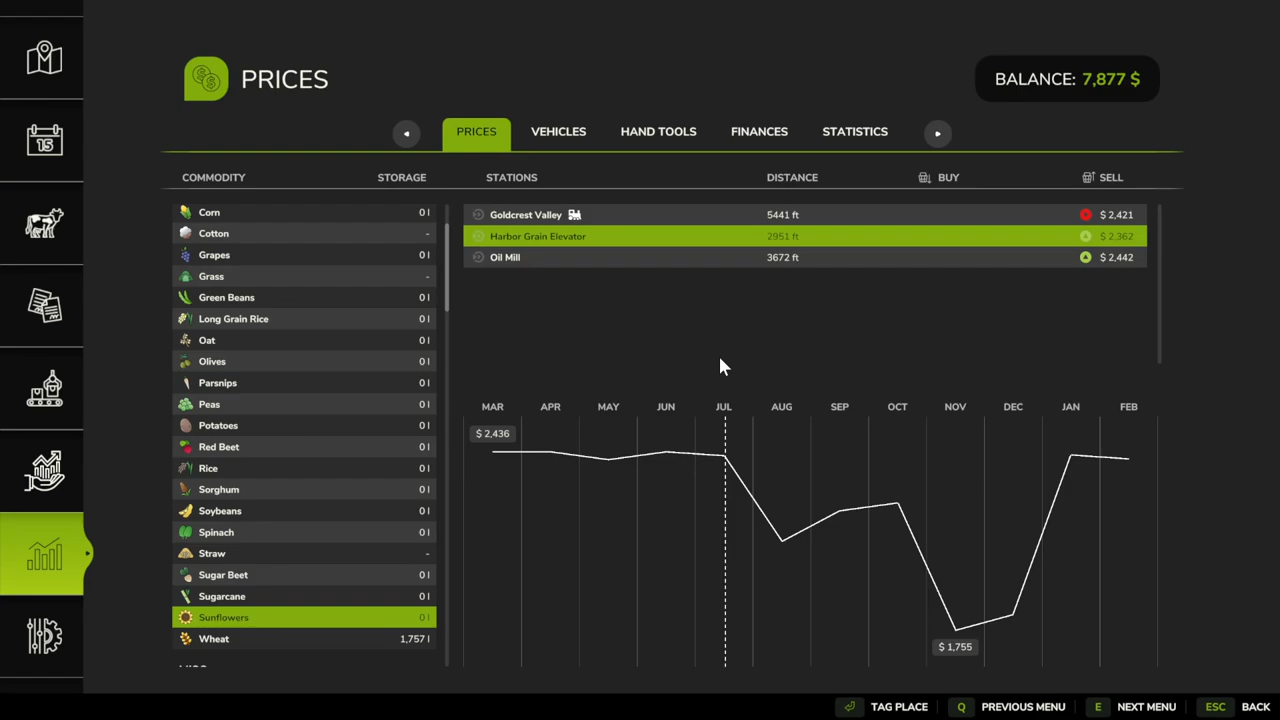 15
PRICES
BALANCE: 7,877 $
PRICES VEHICLES HAND TOOLS FINANCES STATISTICS
COMMODITY STORAGE STATIONS DISTANCE BUY SELL
Corn 0 l
Cotton -
Grapes 0 l
Grass -
Green Beans 0 l
Long Grain Rice 0 l
Oat 0 l
Olives 0 l
Parsnips 0 l
Peas 0 l
Potatoes 0 l
Red Beet 0 l
Rice 0 l
Sorghum 0 l
Soybeans 0 l
Spinach 0 l
Straw -
Sugar Beet 0 l
Sugarcane 0 l
Sunflowers 0 l
Wheat 1,757 l
Goldcrest Valley 5441 ft $ 2,421
Harbor Grain Elevator 2951 ft $ 2,362
Oil Mill 3672 ft $ 2,442
MAR APR MAY JUN JUL AUG SEP OCT NOV DEC JAN FEB
$ 2,436
$ 1,755
TAG PLACE Q PREVIOUS MENU E NEXT MENU ESC BACK